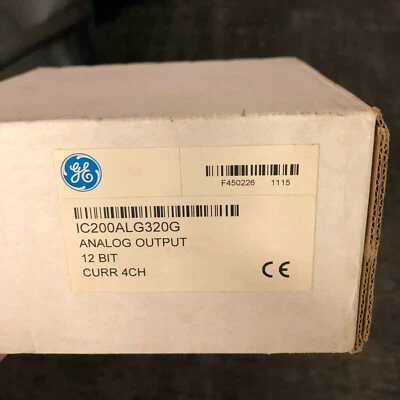 GE
F450226 1115
IC200ALG320G
ANALOG OUTPUT
12 BIT
CURR 4CH
CE